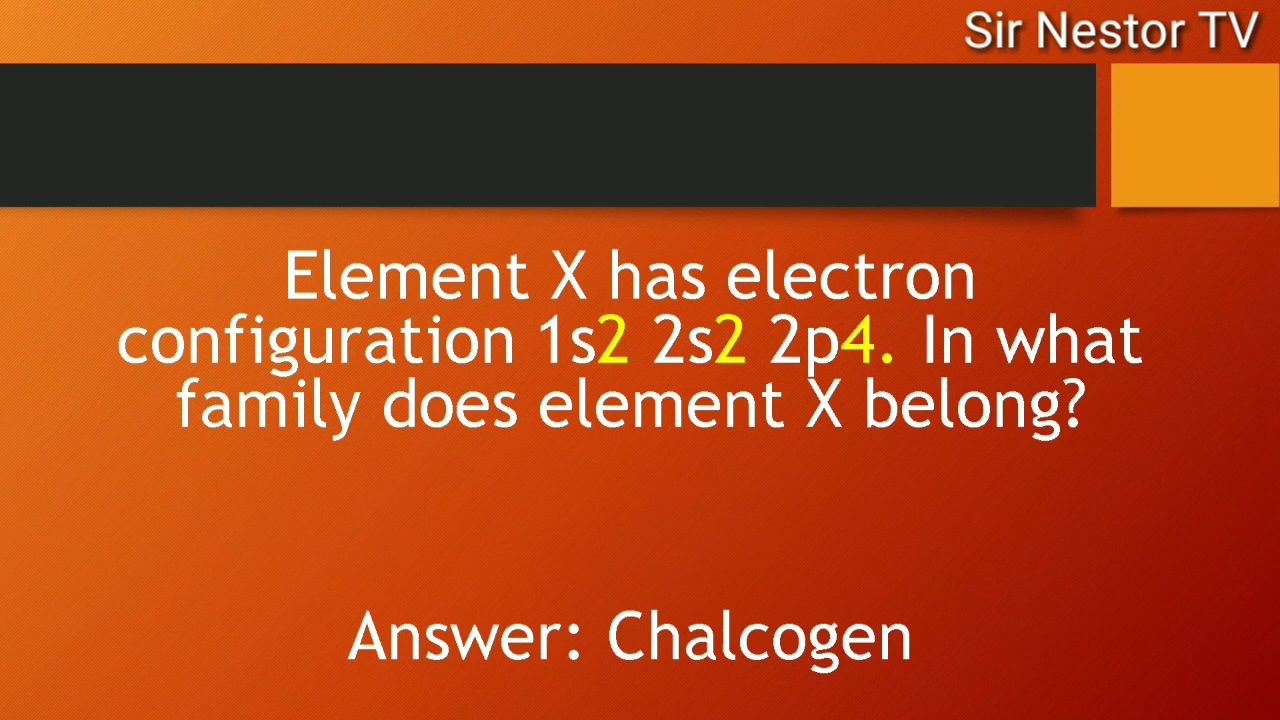 Sir Nestor TV
Element X has electron
configuration 1s2 2s2 2p4. In what
family does element X belong?
Answer: Chalcogen